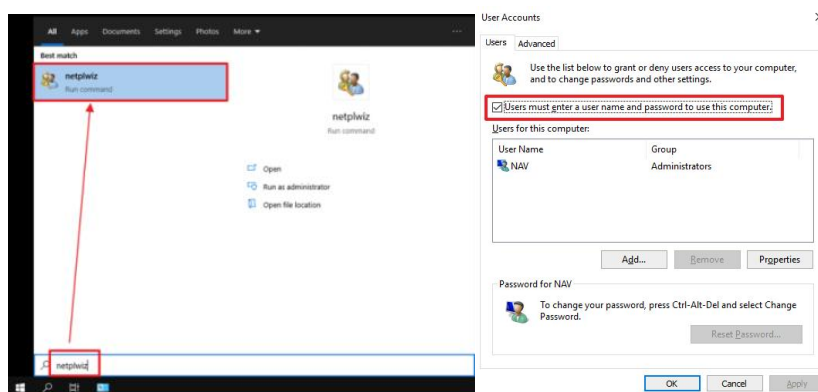 All Apps Documents Settings Photos More
Best match
netplwiz
Run command
netplwiz
Run command
Open
Run as administrator
Open file location
netplwiz
User Accounts
Users Advanced
Use the list below to grant or deny users access to your computer,
and to change passwords and other settings.
Users must enter a user name and password to use this computer.
Users for this computer:
User Name Group
NAV Administrators
Add... Remove Properties
Password for NAV
To change your password, press Ctrl-Alt-Del and select Change
Password.
Reset Password...
OK Cancel Apply